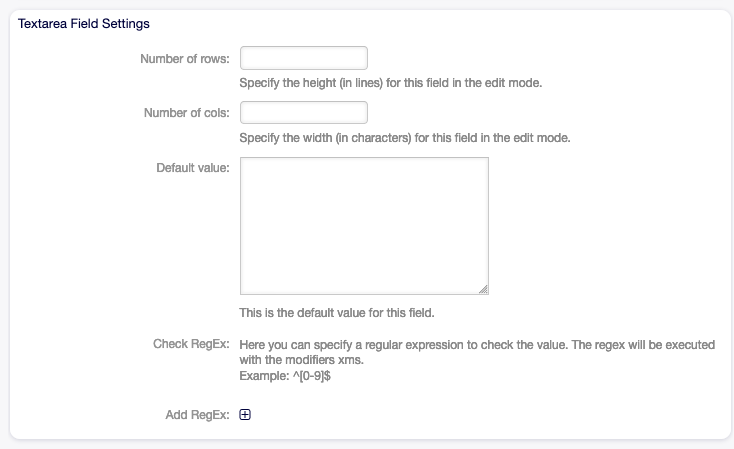 Textarea Field Settings
Number of rows:
Specify the height (in lines) for this field in the edit mode.
Number of cols:
Specify the width (in characters) for this field in the edit mode.
Default value:
This is the default value for this field.
Check RegEx: Here you can specify a regular expression to check the value. The regex will be executed
with the modifiers xms.
Example: ^[0-9]$
Add RegEx: